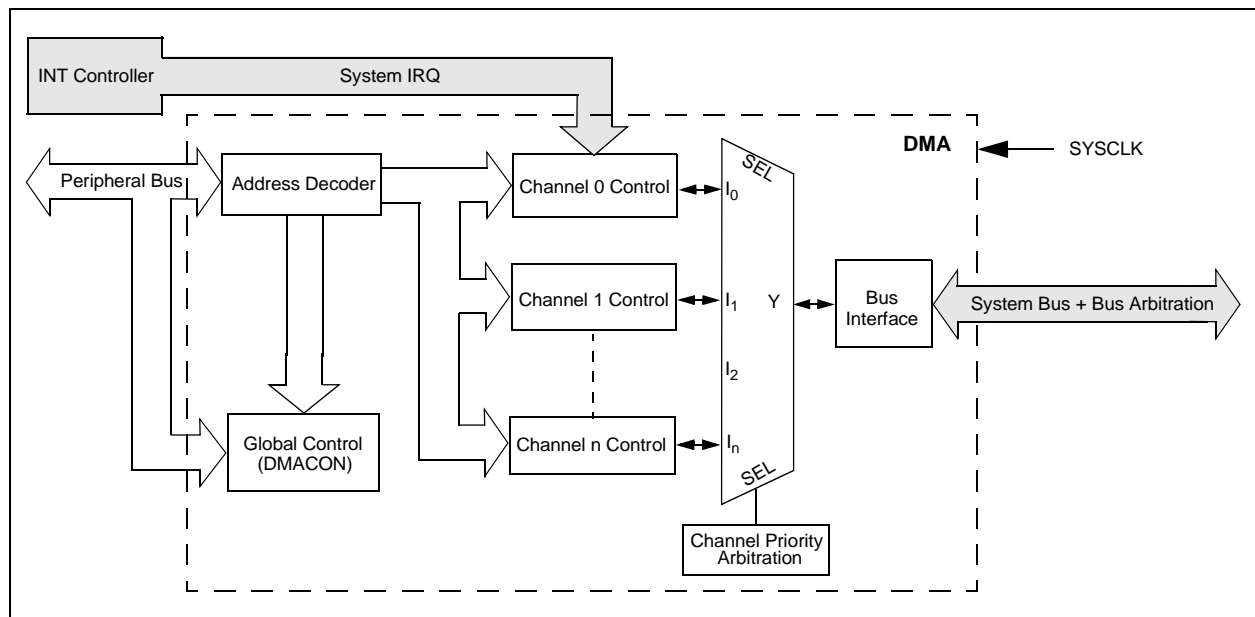 INT Controller
System IRQ
DMA
SYSCLK
Peripheral Bus
Address Decoder
Channel 0 Control
SEL
I0
Channel 1 Control
I1
Y
Bus
Interface
System Bus + Bus Arbitration
I2
Global Control
(DMACON)
Channel n Control
In
SEL
Channel Priority
Arbitration